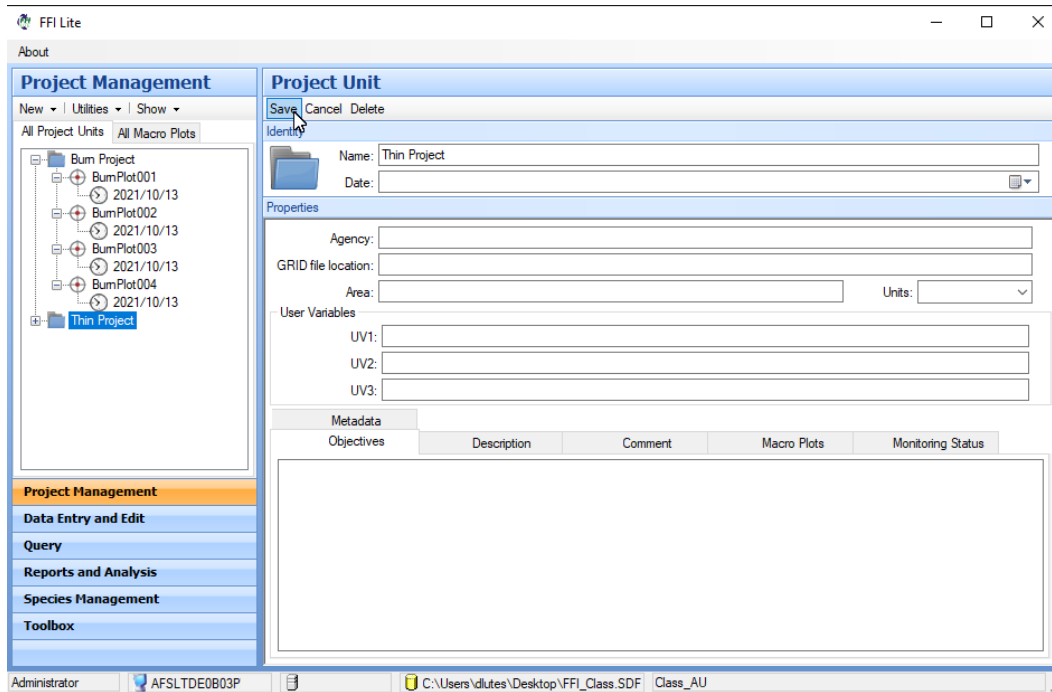 FFI Lite
About
Project Management
New Utilities Show
All Project Units All Macro Plots
Burn Project
BurnPlot001
2021/10/13
BurnPlot002
2021/10/13
BurnPlot003
2021/10/13
BurnPlot004
2021/10/13
Thin Project
Project Management
Data Entry and Edit
Query
Reports and Analysis
Species Management
Toolbox
Project Unit
Save Cancel Delete
Identity
Name: Thin Project
Date:
Properties
Agency:
GRID file location:
Area: Units:
User Variables
UV1:
UV2:
UV3:
Metadata
Objectives Description Comment Macro Plots Monitoring Status
Administrator AFSLTDE0B03P C:\Users\dlutes\Desktop\FFI_Class.SDF Class_AU